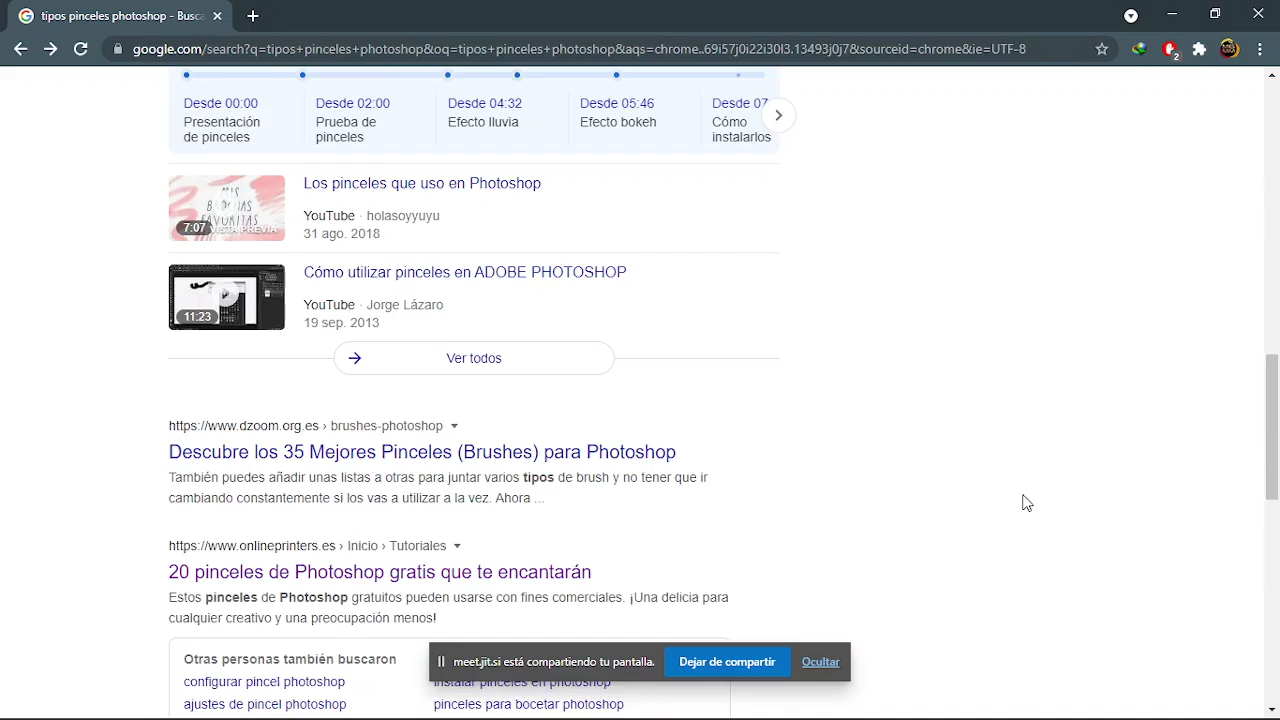 tipos pinceles photoshop - Busca
google.com/search?q=tipos+pinceles+photoshop&oq=tipos+pinceles+photoshop&aqs=chrome..69i57j0i22i30l3.13493j0j7&sourceid=chrome&ie=UTF-8
2
Desde 00:00
Presentación
de pinceles
Desde 02:00
Prueba de
pinceles
Desde 04:32
Efecto lluvia
Desde 05:46
Efecto bokeh
Desde 07
Cómo
instalarlos
MIS
FAVORITAS
VISTA PREVIA
7:07
Los pinceles que uso en Photoshop
YouTube · holasoyyuyu
31 ago. 2018
11:23
Cómo utilizar pinceles en ADOBE PHOTOSHOP
YouTube · Jorge Lázaro
19 sep. 2013
Ver todos
https://www.dzoom.org.es › brushes-photoshop
Descubre los 35 Mejores Pinceles (Brushes) para Photoshop
También puedes añadir unas listas a otras para juntar varios tipos de brush y no tener que ir
cambiando constantemente si los vas a utilizar a la vez. Ahora ...
https://www.onlineprinters.es › Inicio › Tutoriales
20 pinceles de Photoshop gratis que te encantarán
Estos pinceles de Photoshop gratuitos pueden usarse con fines comerciales. ¡Una delicia para
cualquier creativo y una preocupación menos!
Otras personas también buscaron
configurar pincel photoshop
instalar pinceles en photoshop
ajustes de pincel photoshop
pinceles para bocetar photoshop
meet.jit.si está compartiendo tu pantalla.
Dejar de compartir
Ocultar